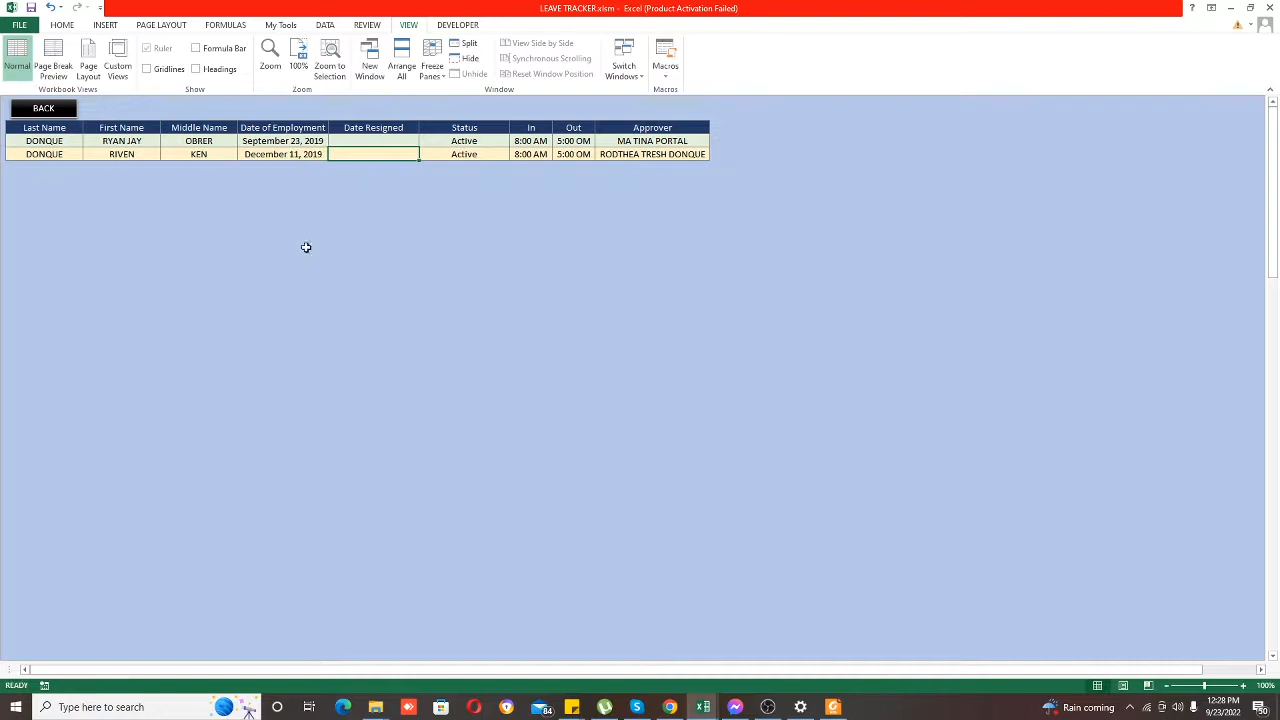 LEAVE TRACKER.xlsm - Excel (Product Activation Failed)
FILE HOME INSERT PAGE LAYOUT FORMULAS My Tools DATA REVIEW VIEW DEVELOPER
Normal Page Break Preview Page Layout Custom Views
Ruler Formula Bar
Gridlines Headings
Zoom 100% Zoom to Selection
New Window Arrange All Freeze Panes
Split
Hide
Unhide
View Side by Side
Synchronous Scrolling
Reset Window Position
Switch Windows
Macros
Workbook Views Show Zoom Window Macros
BACK
Last Name First Name Middle Name Date of Employment Date Resigned Status In Out Approver
DONQUE RYAN JAY OBRER September 23, 2019 Active 8:00 AM 5:00 OM MA TINA PORTAL
DONQUE RIVEN KEN December 11, 2019 Active 8:00 AM 5:00 OM RODTHEA TRESH DONQUE
READY 100%
Type here to search 84 Rain coming 12:28 PM
9/23/2022